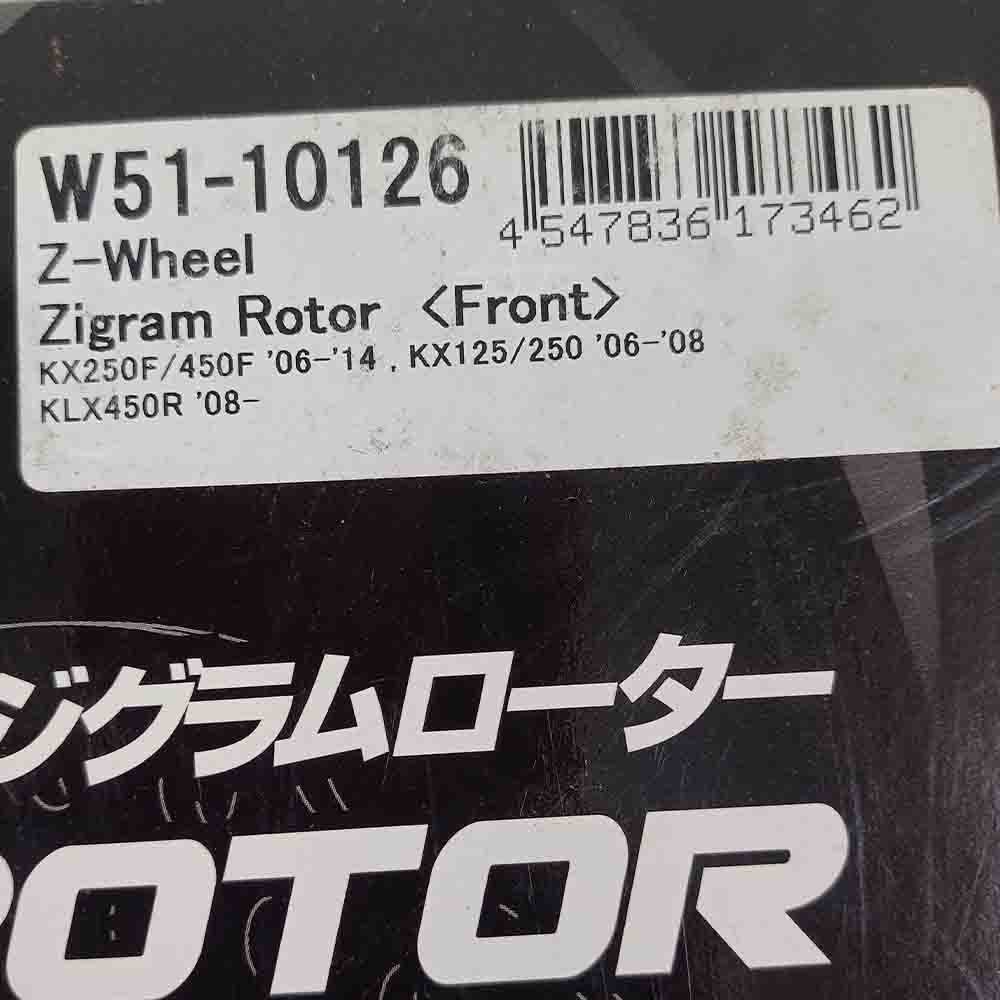 W51-10126
4 547836 173462
Z-Wheel
Zigram Rotor <Front>
KX250F/450F '06-'14 , KX125/250 '06-'08
KLX450R '08-
ジグラムローター
ROTOR